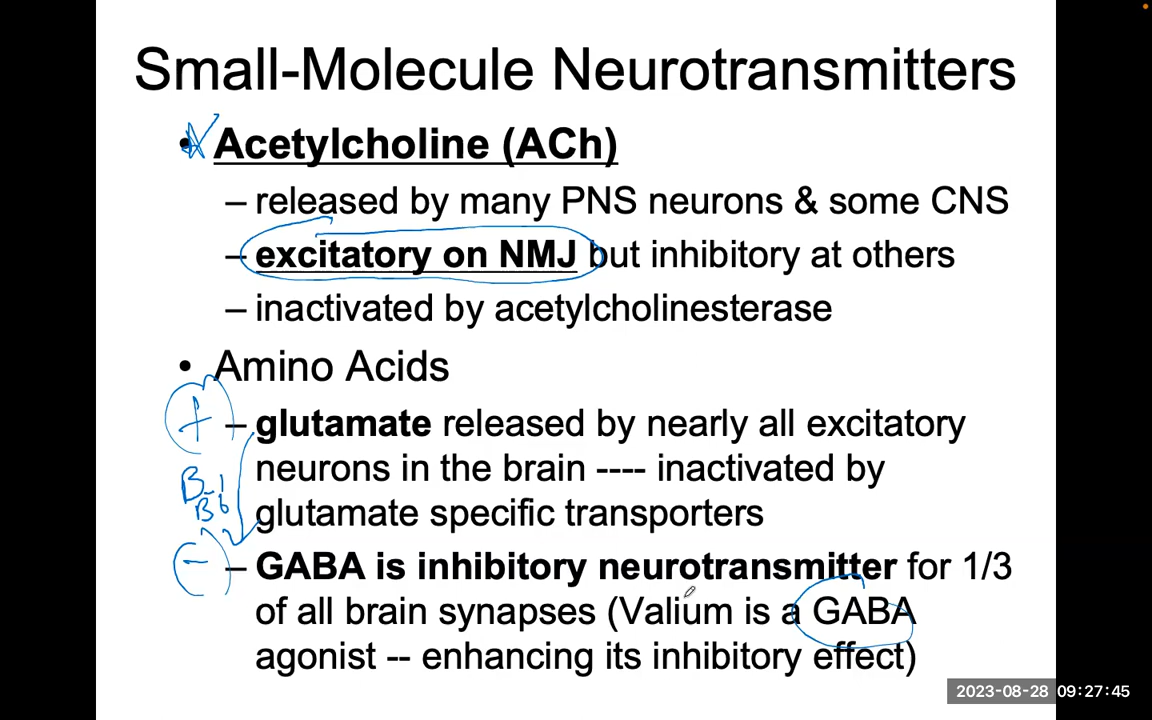 Small-Molecule Neurotransmitters
• Acetylcholine (ACh)
– released by many PNS neurons & some CNS
– excitatory on NMJ but inhibitory at others
– inactivated by acetylcholinesterase
• Amino Acids
+
– glutamate released by nearly all excitatory
neurons in the brain ---- inactivated by
B-1
B6
glutamate specific transporters
-
– GABA is inhibitory neurotransmitter for 1/3
of all brain synapses (Valium is a GABA
agonist -- enhancing its inhibitory effect)
2023-08-28 09:27:45